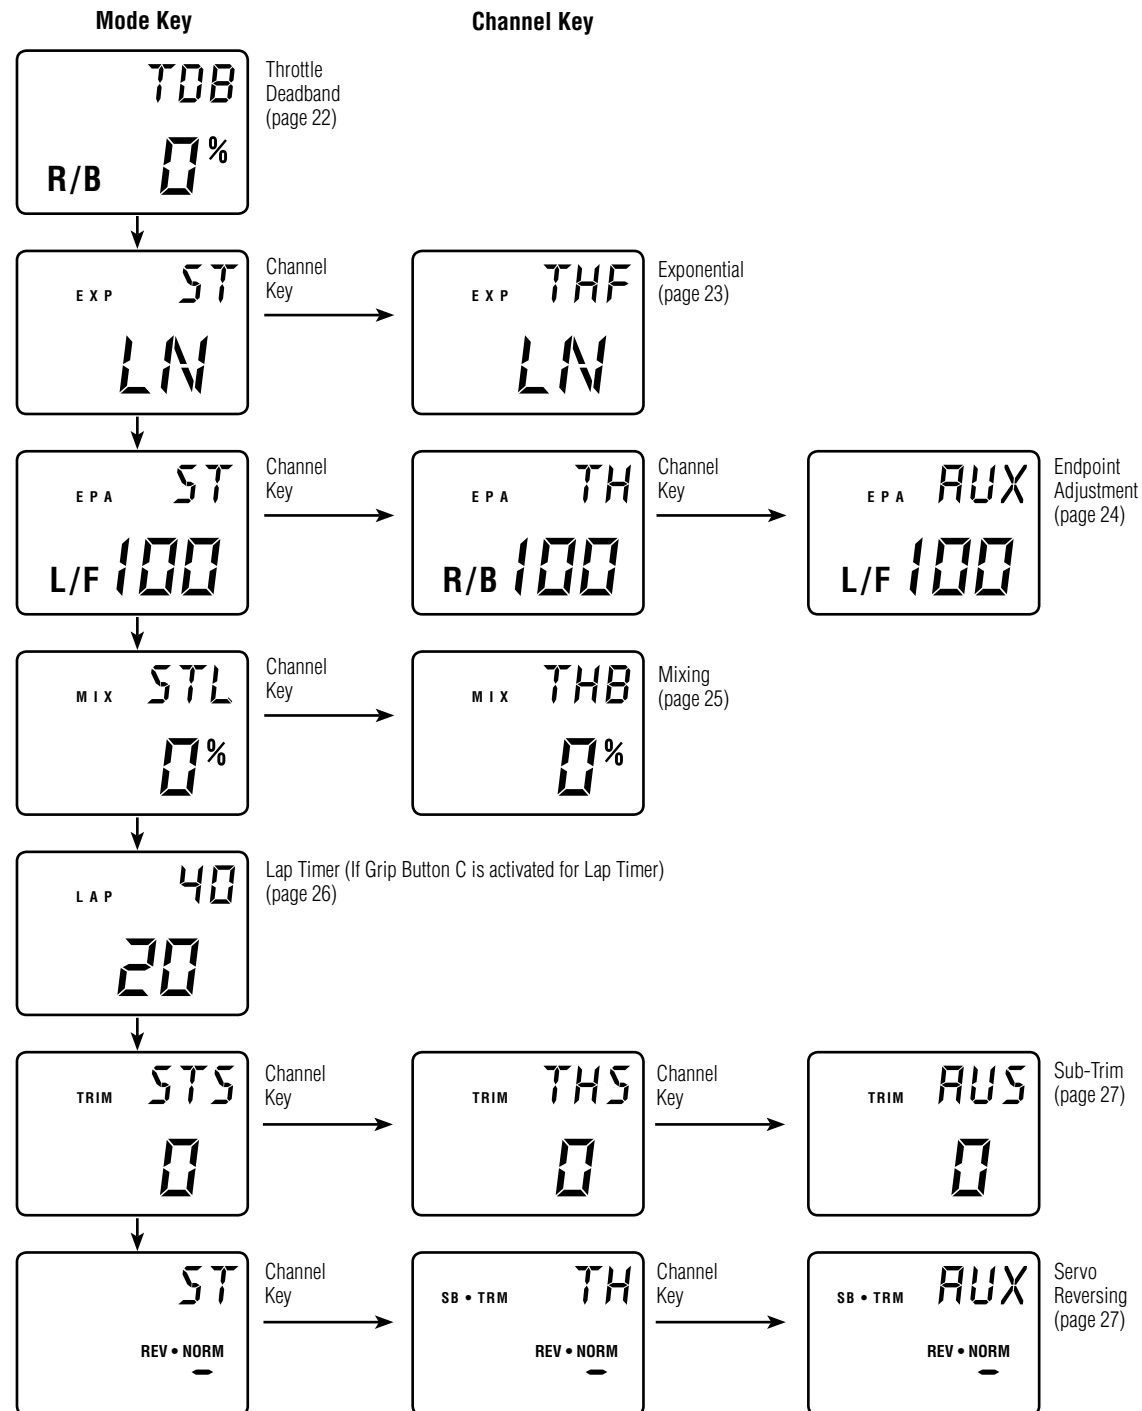 Mode Key
Channel Key
TDB
Throttle
Deadband
(page 22)
R/B 0%
EXP ST
Channel
Key
EXP THF
Exponential
(page 23)
LN
LN
EPA ST
Channel
Key
EPA TH
Channel
Key
EPA AUX
Endpoint
Adjustment
(page 24)
L/F 100
R/B 100
L/F 100
MIX STL
Channel
Key
MIX THB
Mixing
(page 25)
0%
0%
LAP 40
Lap Timer (If Grip Button C is activated for Lap Timer)
(page 26)
20
TRIM STS
Channel
Key
TRIM THS
Channel
Key
TRIM AUS
Sub-Trim
(page 27)
0
0
0
ST
Channel
Key
SB • TRM TH
Channel
Key
SB • TRM AUX
Servo
Reversing
(page 27)
REV • NORM
REV • NORM
REV • NORM